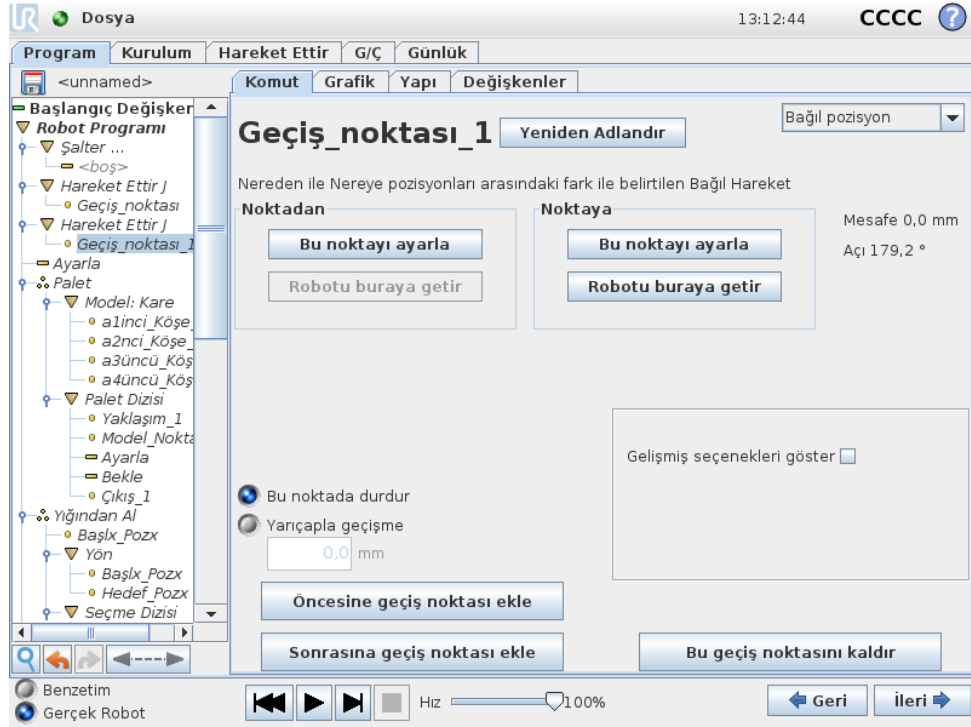 UR Dosya 13:12:44 CCCC ?
Program Kurulum Hareket Ettir G/Ç Günlük
<unnamed> Komut Grafik Yapı Değişkenler
Başlangıç Değişker
Robot Programı
Şalter ...
<boş>
Hareket Ettir J
Geçiş_noktası
Hareket Ettir J
Geçiş_noktası_1
Ayarla
Palet
Model: Kare
a1inci_Köşe_
a2nci_Köşe_
a3üncü_Köş
a4üncü_Köş
Palet Dizisi
Yaklaşım_1
Model_Nokta
Ayarla
Bekle
Çıkış_1
Yığından Al
Başlx_Pozx
Yön
Başlx_Pozx
Hedef_Pozx
Seçme Dizisi
Geçiş_noktası_1 Yeniden Adlandır Bağıl pozisyon
Nereden ile Nereye pozisyonları arasındaki fark ile belirtilen Bağıl Hareket
Noktadan Noktaya
Mesafe 0,0 mm
Bu noktayı ayarla Bu noktayı ayarla
Açı 179,2 °
Robotu buraya getir Robotu buraya getir
Gelişmiş seçenekleri göster
Bu noktada durdur
Yarıçapla geçişme
0,0 mm
Öncesine geçiş noktası ekle
Sonrasına geçiş noktası ekle Bu geçiş noktasını kaldır
Benzetim
Gerçek Robot
Hız 100% Geri İleri